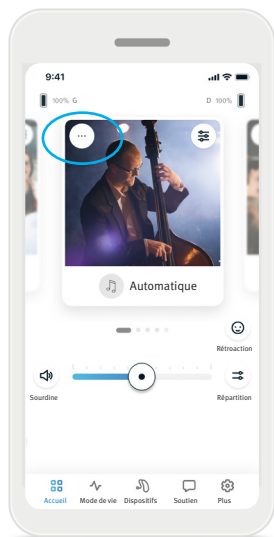 9:41
100% G
D 100%
Automatique
Rétroaction
Sourdine
Répartition
Accueil
Mode de vie
Dispositifs
Soutien
Plus